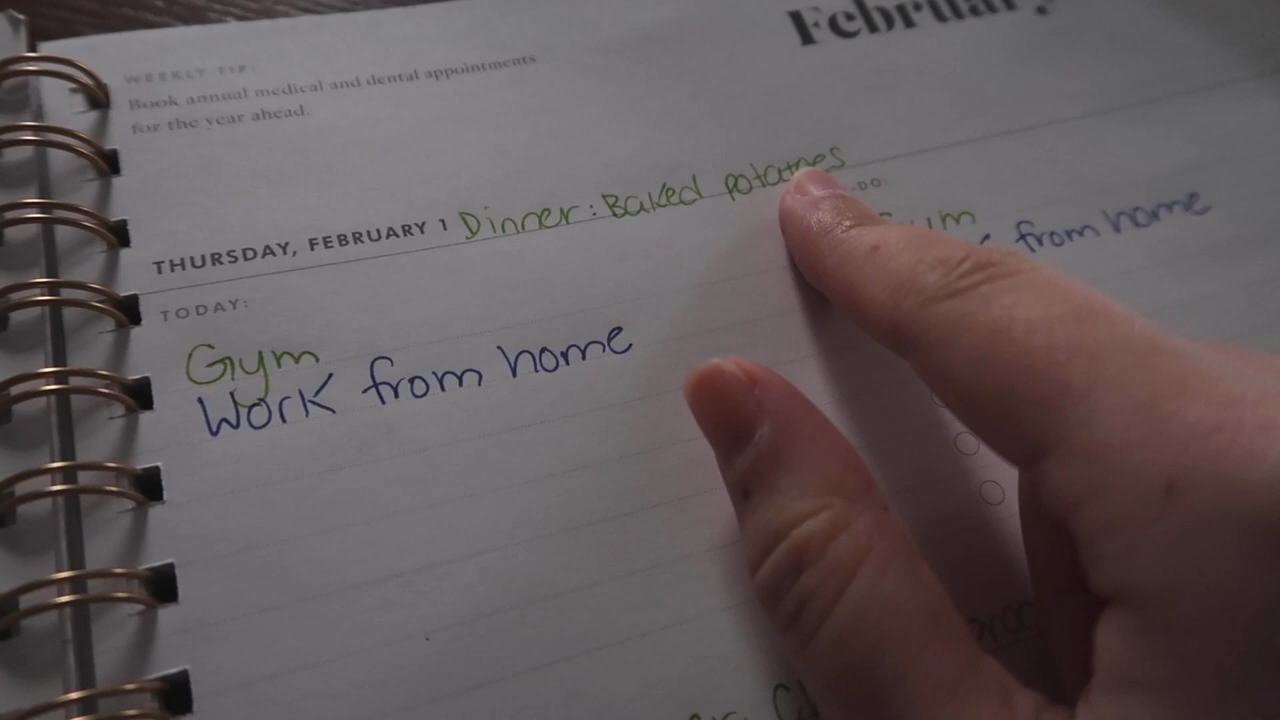 February
WEEKLY TIP:
Book annual medical and dental appointments
for the year ahead.
THURSDAY, FEBRUARY 1 Dinner: Baked potatoes
TODAY:
Gym
Work from home
DO:
from home